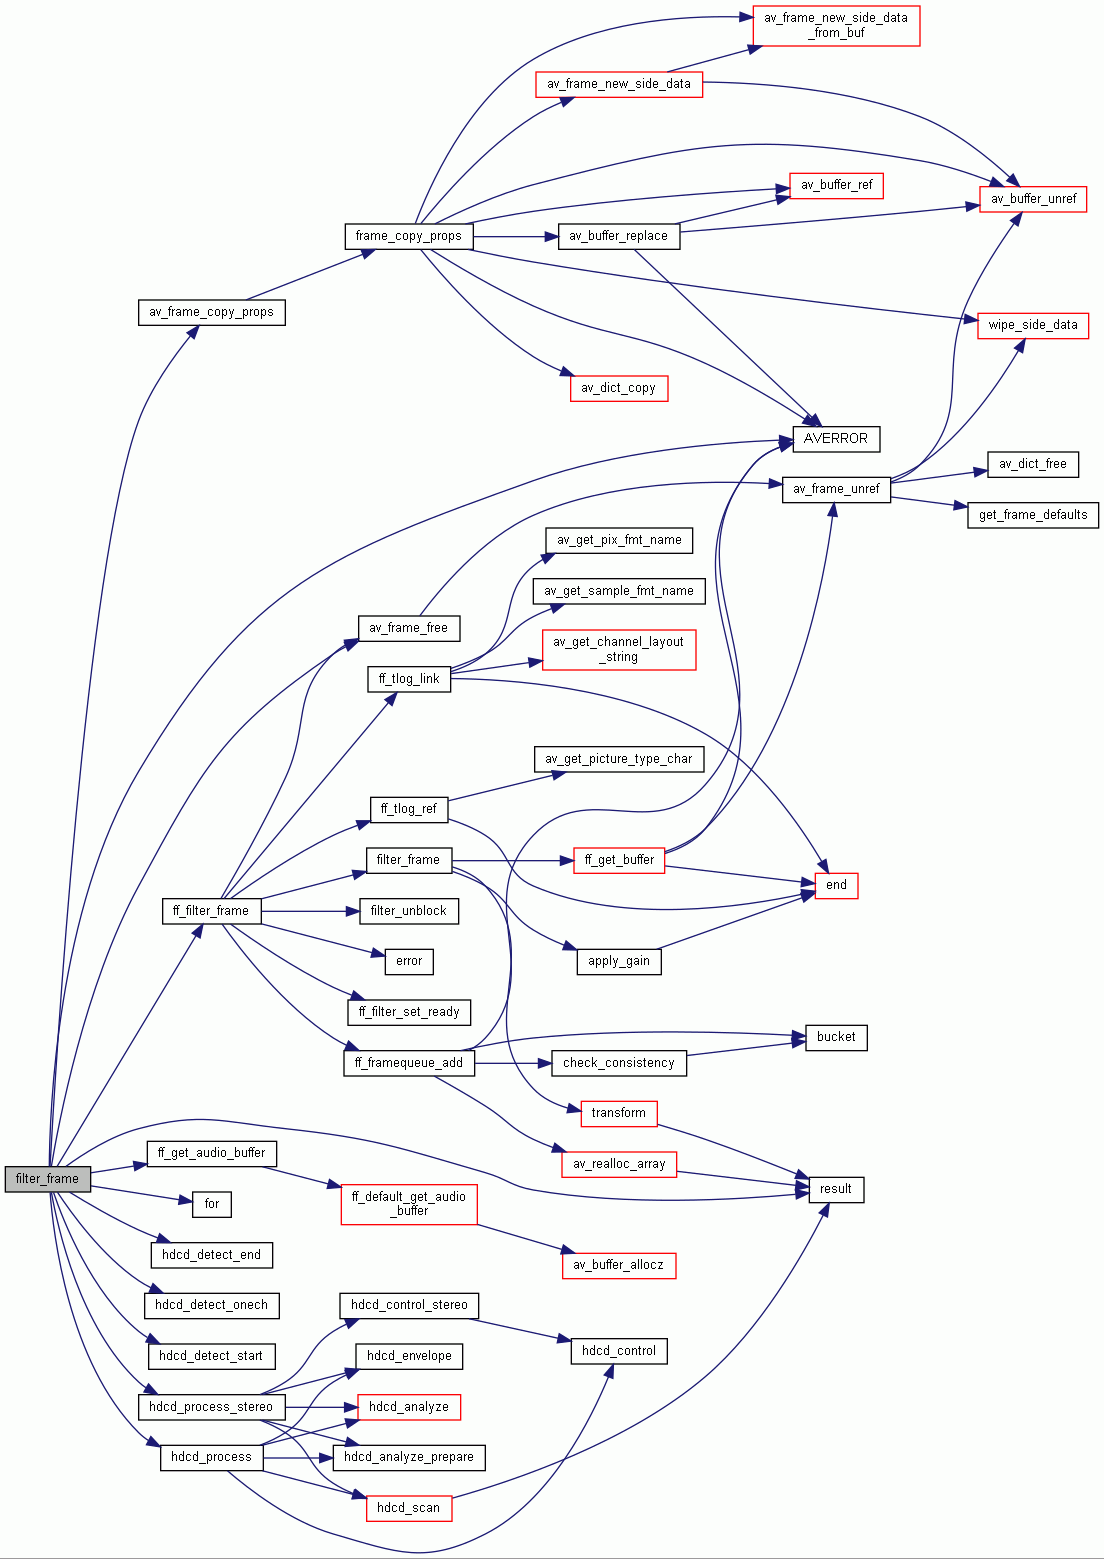 av_frame_new_side_data
_from_buf
av_frame_new_side_data
av_buffer_ref
av_buffer_unref
frame_copy_props
av_buffer_replace
av_frame_copy_props
wipe_side_data
av_dict_copy
AVERROR
av_dict_free
av_frame_unref
get_frame_defaults
av_get_pix_fmt_name
av_get_sample_fmt_name
av_frame_free
av_get_channel_layout
_string
ff_tlog_link
av_get_picture_type_char
ff_tlog_ref
filter_frame
ff_get_buffer
end
ff_filter_frame
filter_unblock
error
apply_gain
ff_filter_set_ready
bucket
ff_framequeue_add
check_consistency
transform
ff_get_audio_buffer
av_realloc_array
filter_frame
result
for
ff_default_get_audio
_buffer
hdcd_detect_end
av_buffer_allocz
hdcd_detect_onech
hdcd_control_stereo
hdcd_detect_start
hdcd_envelope
hdcd_control
hdcd_process_stereo
hdcd_analyze
hdcd_process
hdcd_analyze_prepare
hdcd_scan